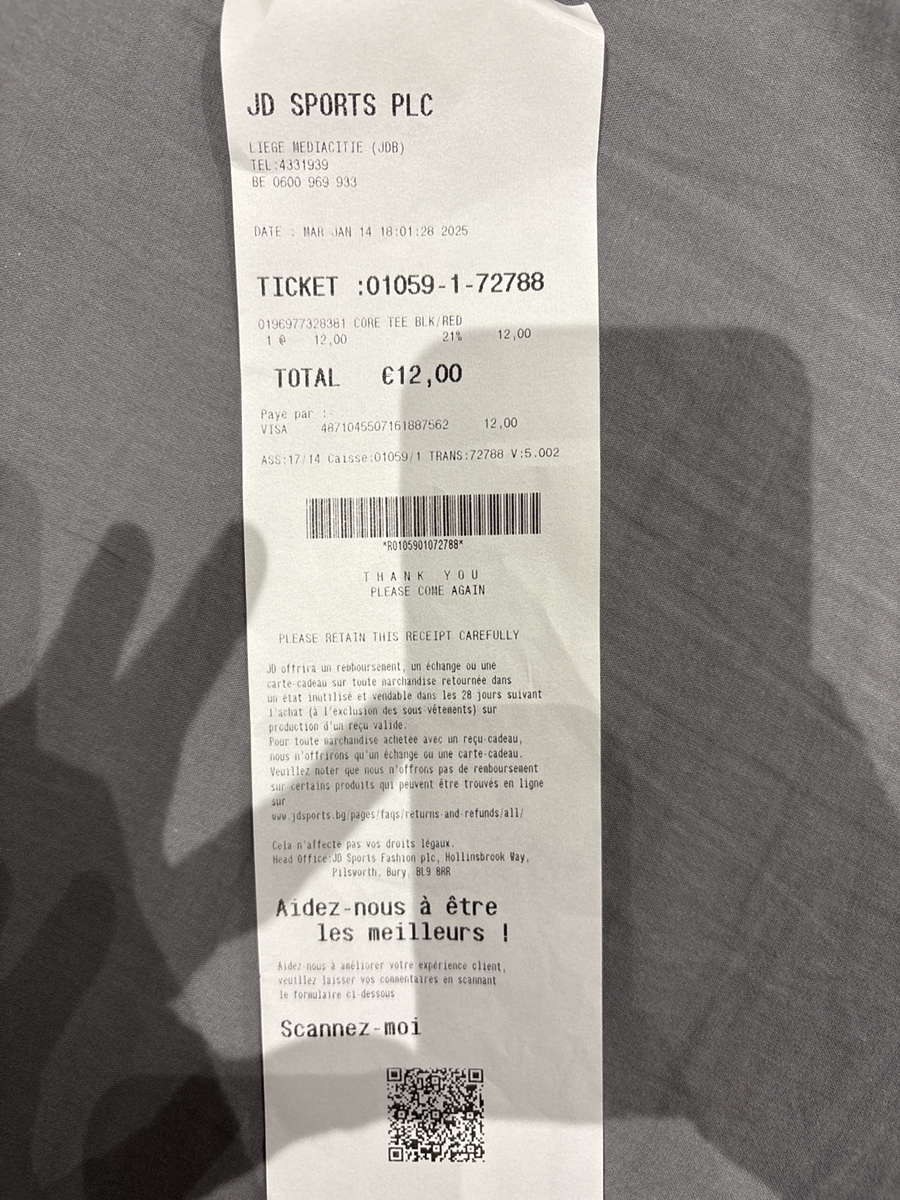 JD SPORTS PLC
LIEGE MEDIACITIE (JDB)
TEL:4331939
BE 0600 969 933
DATE : MAR JAN 14 18:01:28 2025
TICKET :01059-1-72788
0196977328381 CORE TEE BLK/RED
1 @ 12,00 21% 12,00
TOTAL €12,00
Paye par :-
VISA 4871045507161887562 12,00
ASS:17/14 Caisse:01059/1 TRANS:72788 V:5.002
*R0105901072788*
THANK YOU
PLEASE COME AGAIN
PLEASE RETAIN THIS RECEIPT CAREFULLY
JD offrira un remboursement, un échange ou une
carte-cadeau sur toute marchandise retournée dans
un état inutilisé et vendable dans les 28 jours suivant
l'achat (à l'exclusion des sous-vêtements) sur
production d'un reçu valide.
Pour toute marchandise achetée avec un reçu-cadeau,
nous n'offrirons qu'un échange ou une carte-cadeau.
Veuillez noter que nous n'offrons pas de remboursement
sur certains produits qui peuvent être trouvés en ligne
sur
www.jdsports.bg/pages/faqs/returns-and-refunds/all/
Cela n'affecte pas vos droits légaux.
Head Office:JD Sports Fashion plc, Hollinsbrook Way,
Pilsworth, Bury, BL9 8RR
Aidez-nous à être
les meilleurs !
Aidez-nous à améliorer votre expérience client,
veuillez laisser vos commentaires en scannant
le formulaire ci-dessous
Scannez-moi